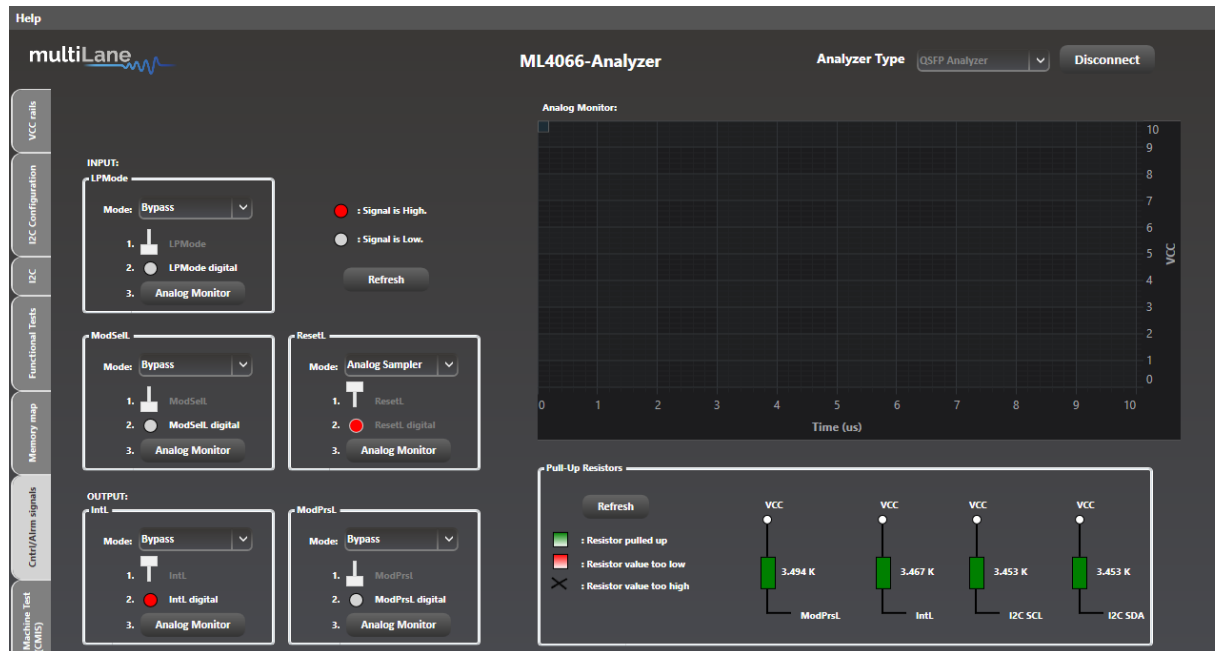 Help
multiLane
ML4066-Analyzer
Analyzer Type
QSFP Analyzer
Disconnect
VCC rails
I2C Configuration
I2C
Functional Tests
Memory map
Cntrl/Alrm signals
Machine Test
(CMIS)
INPUT:
LPMode
Mode: Bypass
1. LPMode
2. LPMode digital
3. Analog Monitor
: Signal is High.
: Signal is Low.
Refresh
ModSelL
Mode: Bypass
1. ModSelL
2. ModSelL digital
3. Analog Monitor
ResetL
Mode: Analog Sampler
1. ResetL
2. ResetL digital
3. Analog Monitor
OUTPUT:
IntL
Mode: Bypass
1. IntL
2. IntL digital
3. Analog Monitor
ModPrsL
Mode: Bypass
1. ModPrsl
2. ModPrsL digital
3. Analog Monitor
Analog Monitor:
10
9
8
7
6
5
4
3
2
1
0
VCC
0 1 2 3 4 5 6 7 8 9 10
Time (us)
Pull-Up Resistors
Refresh
: Resistor pulled up
: Resistor value too low
: Resistor value too high
VCC VCC VCC VCC
3.494 K 3.467 K 3.453 K 3.453 K
ModPrsL IntL I2C SCL I2C SDA